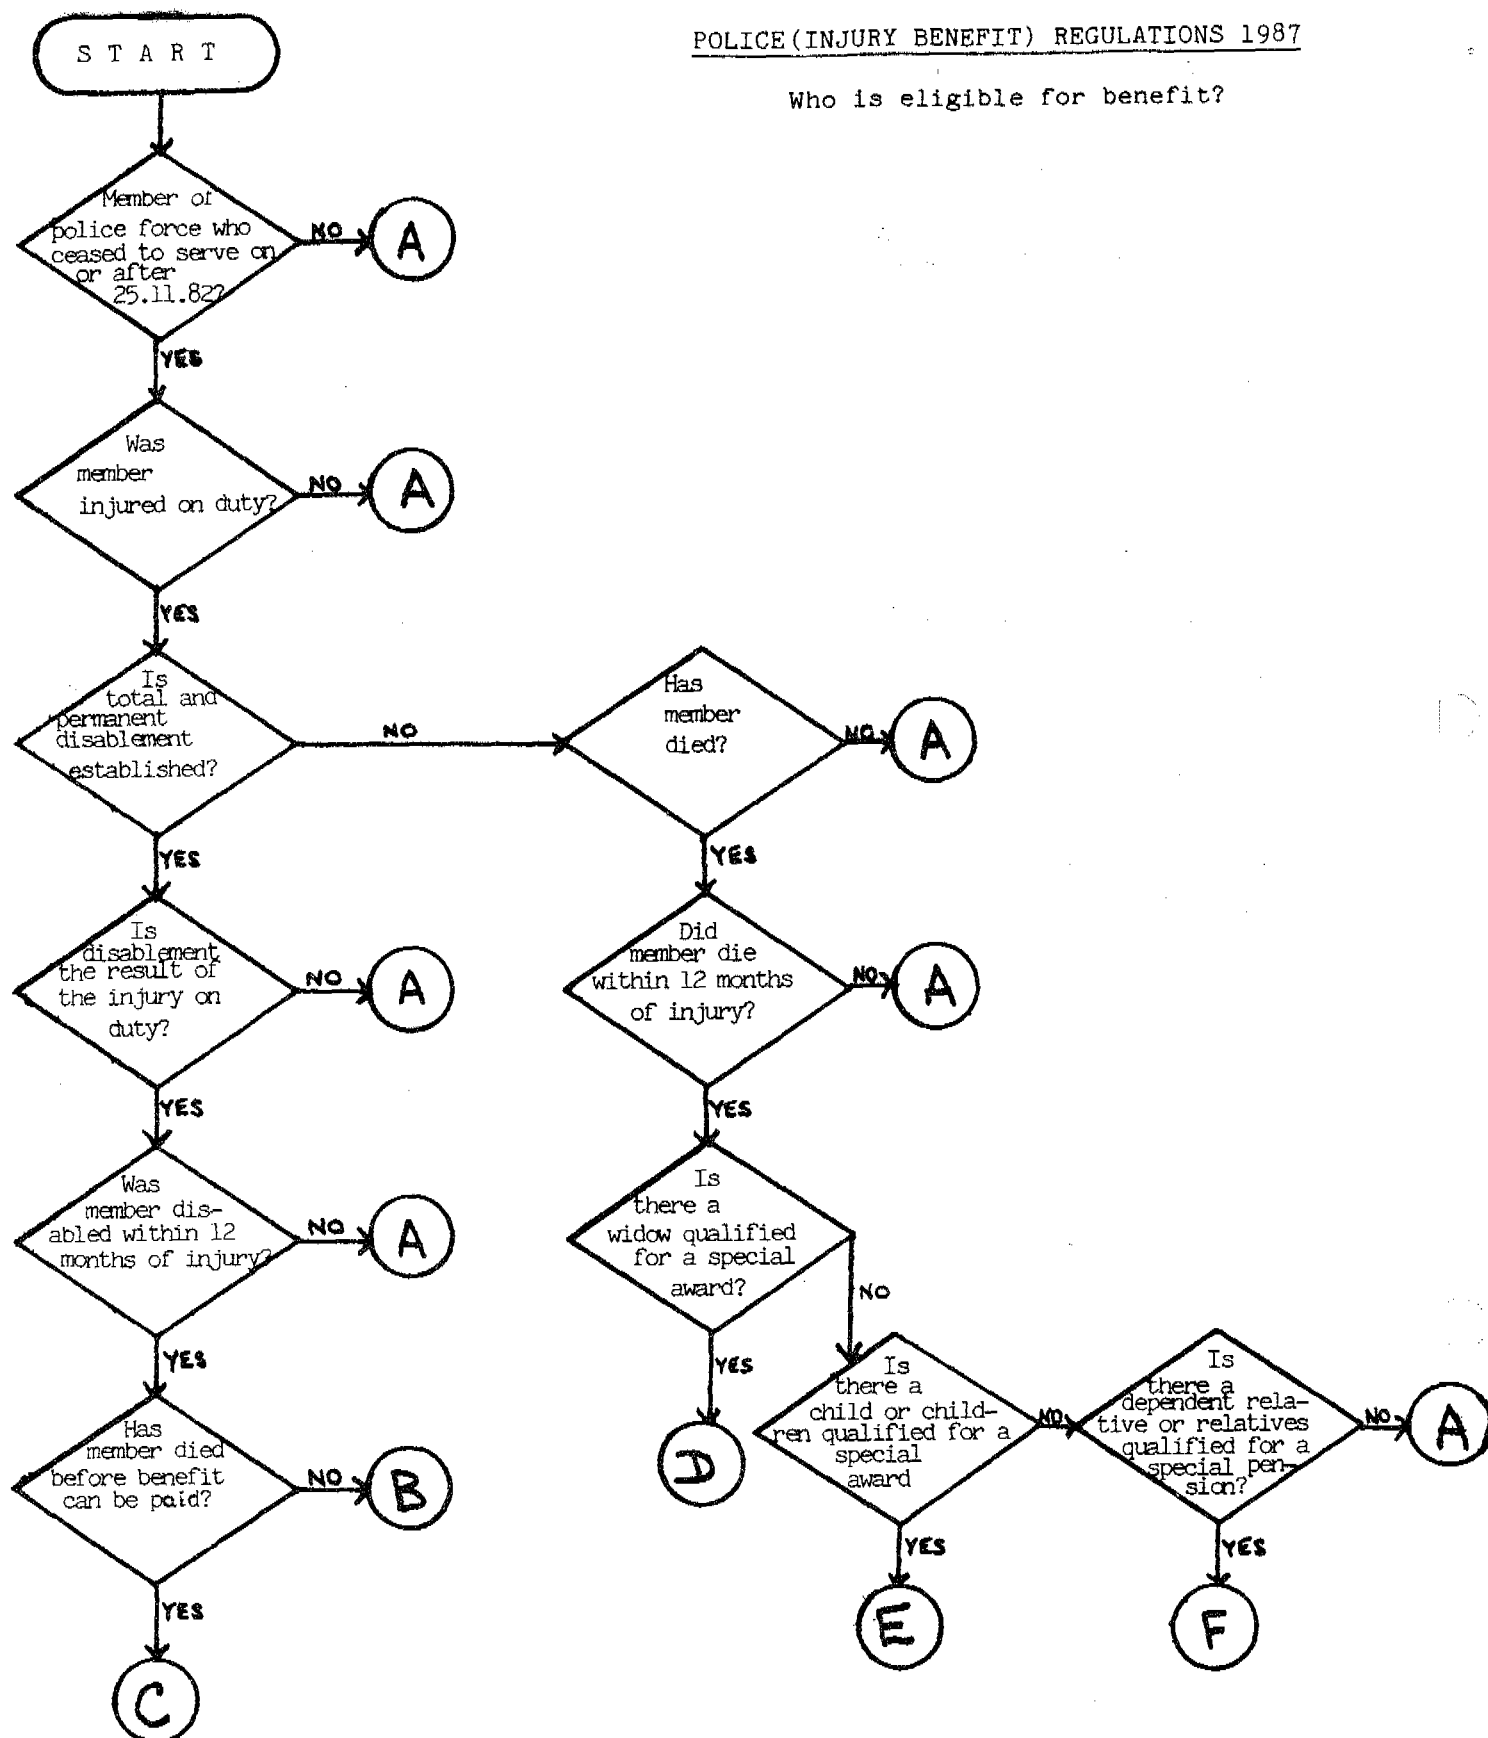 START
POLICE(INJURY BENEFIT) REGULATIONS 1987
Who is eligible for benefit?
Member of
police force who
ceased to serve on
or after
25.11.82?
NO
A
YES
Was
member
injured on duty?
NO
A
YES
Is
total and
permanent
disablement
established?
NO
Has
member
died?
NO
A
YES
YES
Is
disablement
the result of
the injury on
duty?
NO
A
Did
member die
within 12 months
of injury?
NO
A
YES
YES
Was
member dis-
abled within 12
months of injury?
NO
A
Is
there a
widow qualified
for a special
award?
NO
YES
YES
D
Is
there a
child or child-
ren qualified for a
special
award
NO
Is
there a
dependent rela-
tive or relatives
qualified for a
special pen-
sion?
NO
A
Has
member died
before benefit
can be paid?
NO
B
YES
YES
E
F
YES
C